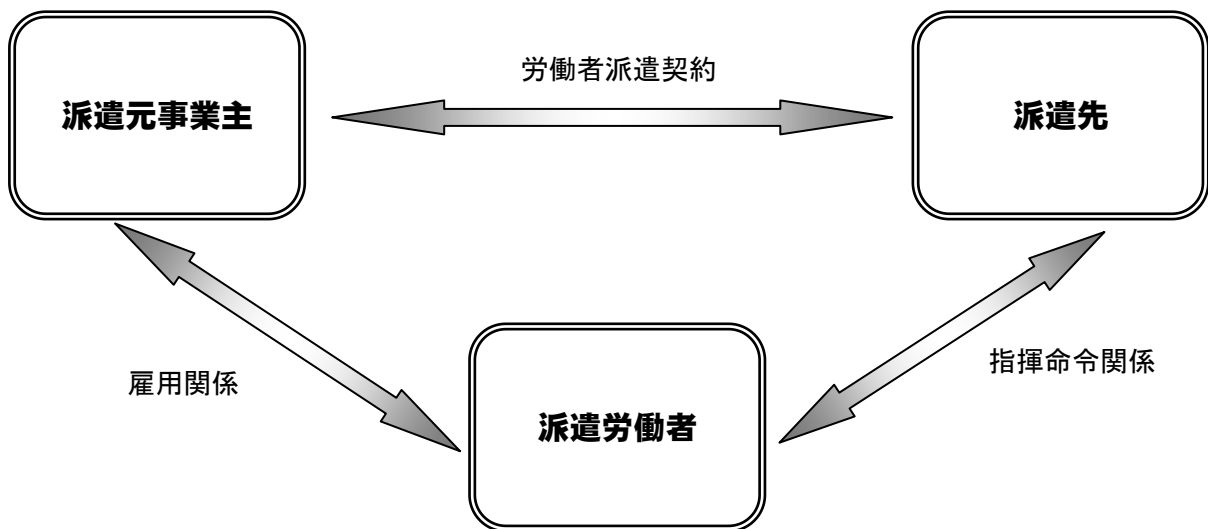 労働者派遣契約
派遣元事業主
派遣先
雇用関係
指揮命令関係
派遣労働者